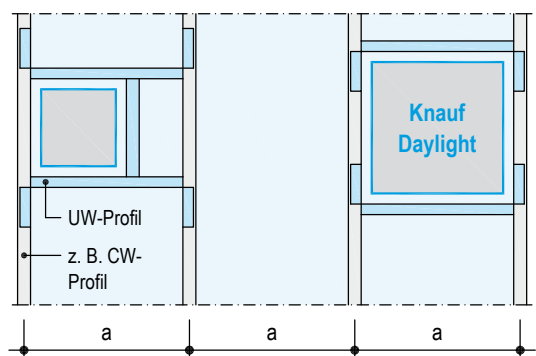 Knauf
Daylight
UW-Profil
z. B. CW-
Profil
a a a